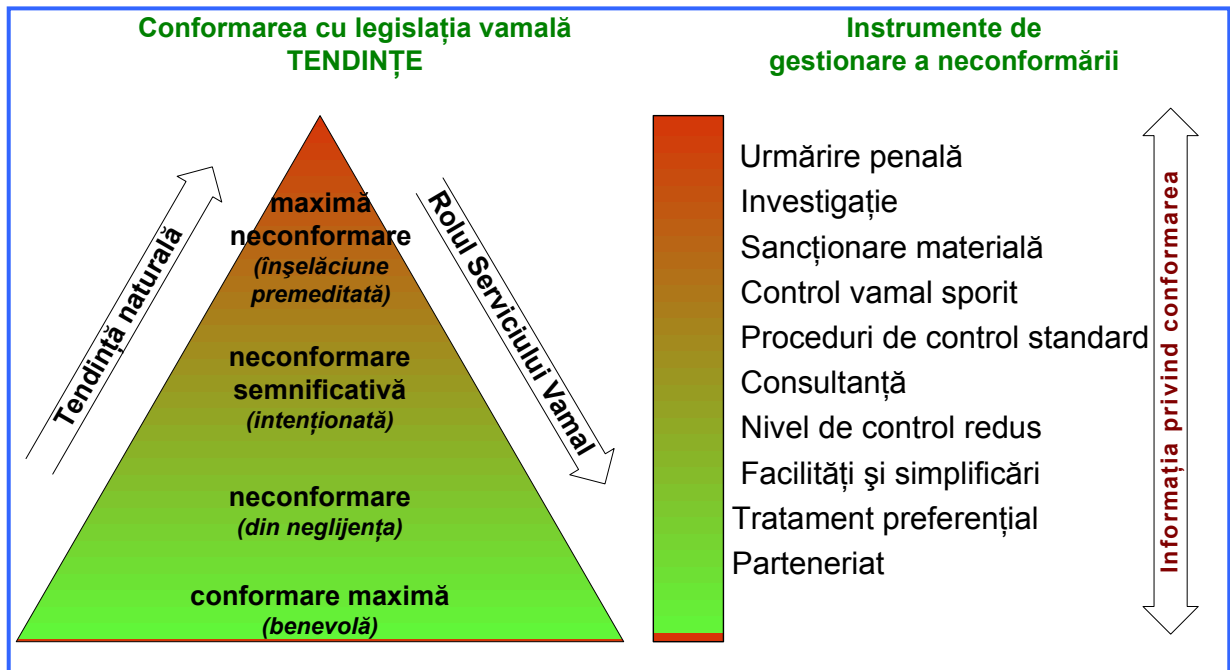 Conformarea cu legislația vamală
TENDINȚE
Tendință naturală
maximă
neconformare
(înşelăciune
premeditată)
neconformare
semnificativă
(intenționată)
neconformare
(din neglijența)
conformare maximă
(benevolă)
Rolul Serviciului Vamal
Instrumente de
gestionare a neconformării
Urmărire penală
Investigație
Sancționare materială
Control vamal sporit
Proceduri de control standard
Consultanță
Nivel de control redus
Facilități şi simplificări
Tratament preferențial
Parteneriat
Informația privind conformarea